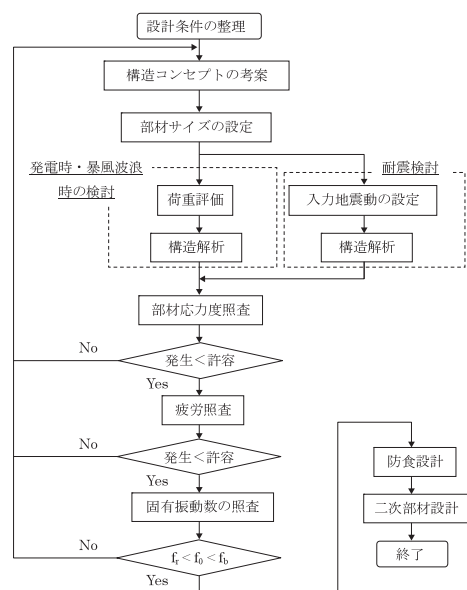 設計条件の整理
構造コンセプトの考案
部材サイズの設定
発電時・暴風波浪
時の検討
荷重評価
構造解析
耐震検討
入力地震動の設定
構造解析
部材応力度照査
発生＜許容
No
Yes
疲労照査
発生＜許容
No
Yes
固有振動数の照査
fr＜f0＜fb
No
Yes
防食設計
二次部材設計
終了